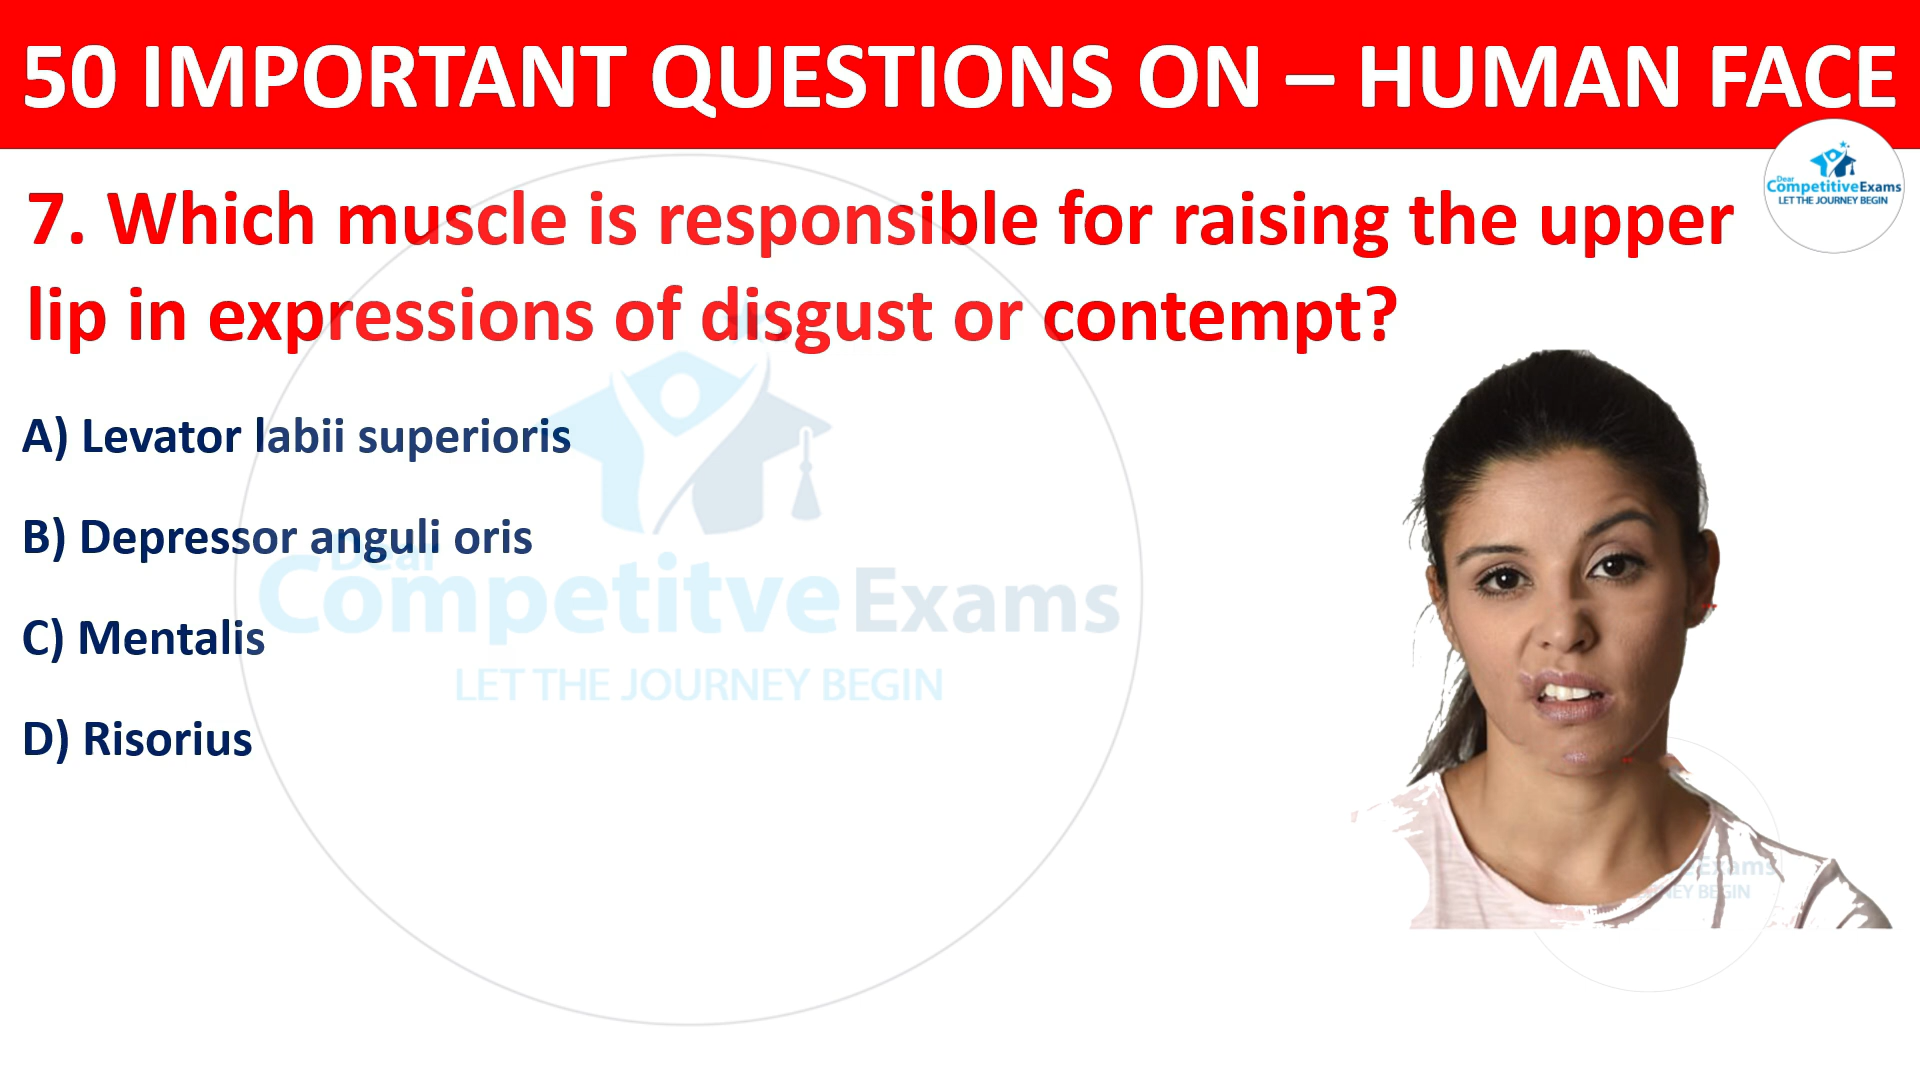 50 IMPORTANT QUESTIONS ON – HUMAN FACE
Dear
CompetitiveExams
LET THE JOURNEY BEGIN
7. Which muscle is responsible for raising the upper
lip in expressions of disgust or contempt?
A) Levator labii superioris
B) Depressor anguli oris
C) Mentalis
D) Risorius
Dear
CompetitveExams
LET THE JOURNEY BEGIN
Exams
BEGIN